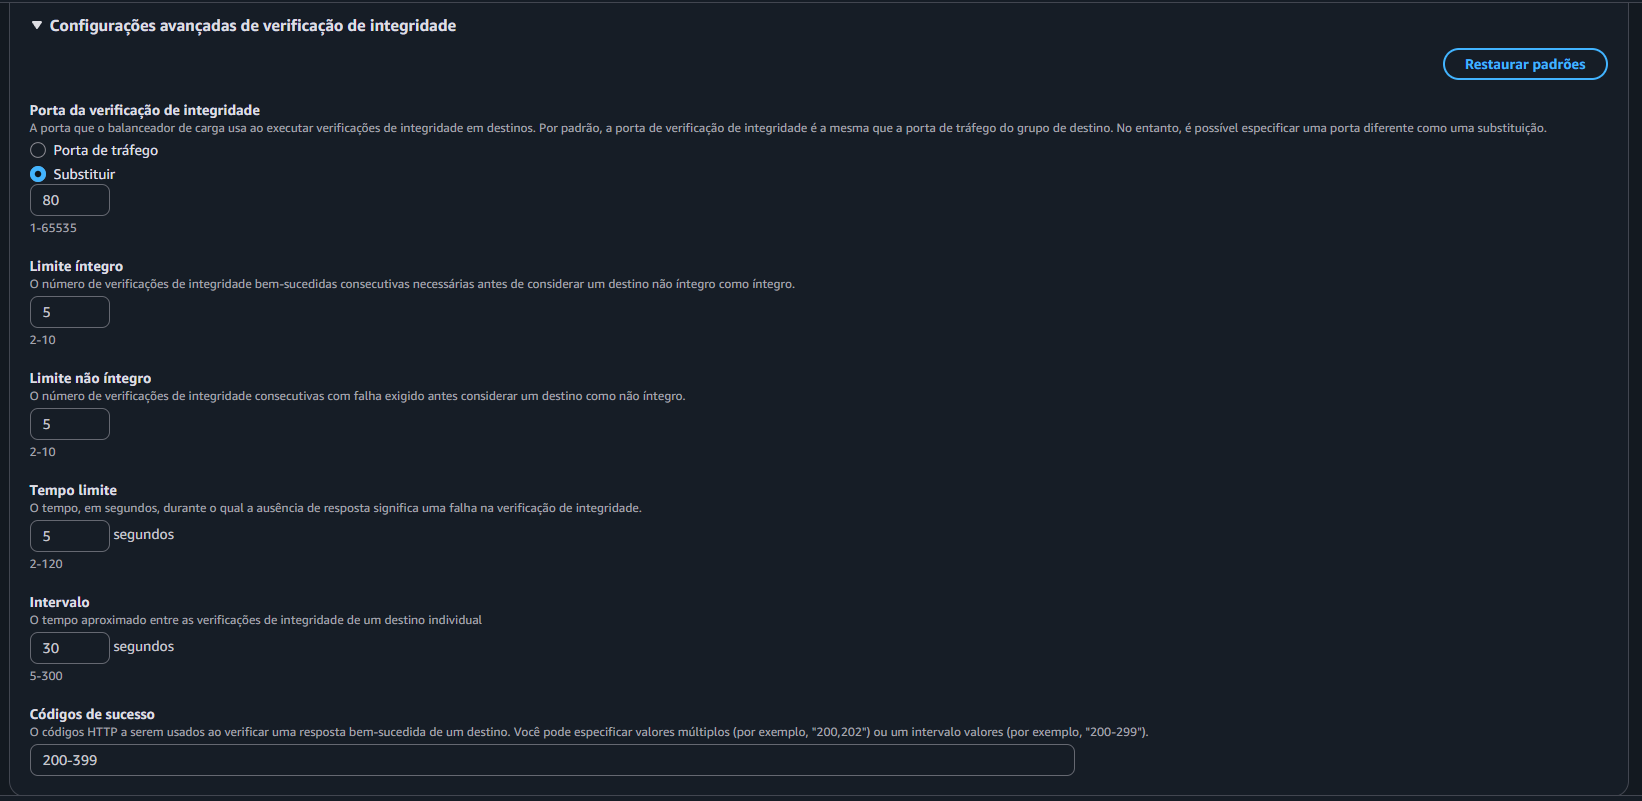 Configurações avançadas de verificação de integridade
Restaurar padrões
Porta da verificação de integridade
A porta que o balanceador de carga usa ao executar verificações de integridade em destinos. Por padrão, a porta de verificação de integridade é a mesma que a porta de tráfego do grupo de destino. No entanto, é possível especificar uma porta diferente como uma substituição.
Porta de tráfego
Substituir
80
1-65535
Limite íntegro
O número de verificações de integridade bem-sucedidas consecutivas necessárias antes de considerar um destino não íntegro como íntegro.
5
2-10
Limite não íntegro
O número de verificações de integridade consecutivas com falha exigido antes considerar um destino como não íntegro.
5
2-10
Tempo limite
O tempo, em segundos, durante o qual a ausência de resposta significa uma falha na verificação de integridade.
5 segundos
2-120
Intervalo
O tempo aproximado entre as verificações de integridade de um destino individual
30 segundos
5-300
Códigos de sucesso
O códigos HTTP a serem usados ao verificar uma resposta bem-sucedida de um destino. Você pode especificar valores múltiplos (por exemplo, "200,202") ou um intervalo valores (por exemplo, "200-299").
200-399